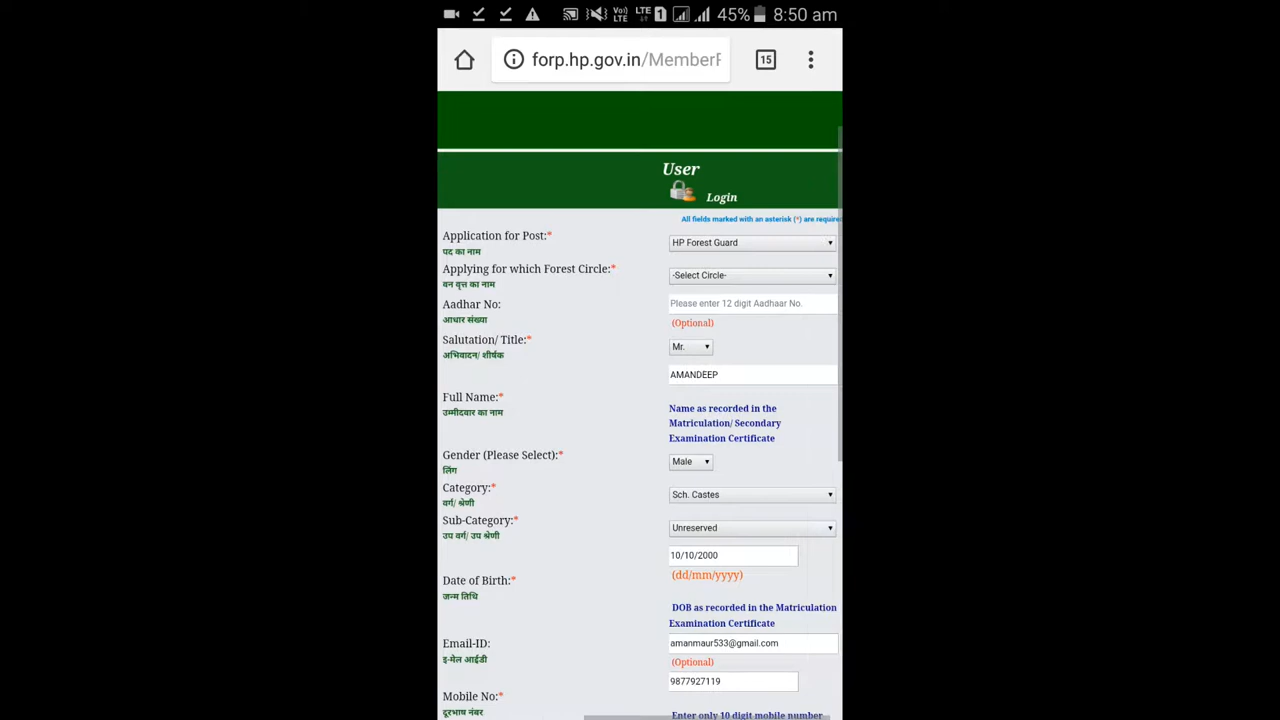 Vo))
LTE
LTE
1
45%
8:50 am
forp.hp.gov.in/MemberF
15
User
Login
All fields marked with an asterisk (*) are require
Application for Post:*
HP Forest Guard
पद का नाम
Applying for which Forest Circle:*
-Select Circle-
वन वृत्त का नाम
Aadhar No:
Please enter 12 digit Aadhaar No.
आधार संख्या
(Optional)
Salutation/ Title:*
Mr.
अभिवादन/ शीर्षक
AMANDEEP
Full Name:*
उम्मीदवार का नाम
Name as recorded in the
Matriculation/ Secondary
Examination Certificate
Gender (Please Select):*
Male
लिंग
Category:*
Sch. Castes
वर्ग/ श्रेणी
Sub-Category:*
Unreserved
उप वर्ग/ उप श्रेणी
10/10/2000
(dd/mm/yyyy)
Date of Birth:*
जन्म तिथि
DOB as recorded in the Matriculation
Examination Certificate
Email-ID:
amanmaur533@gmail.com
इ-मेल आईडी
(Optional)
9877927119
Mobile No:*
दूरभाष नंबर
Enter only 10 digit mobile number